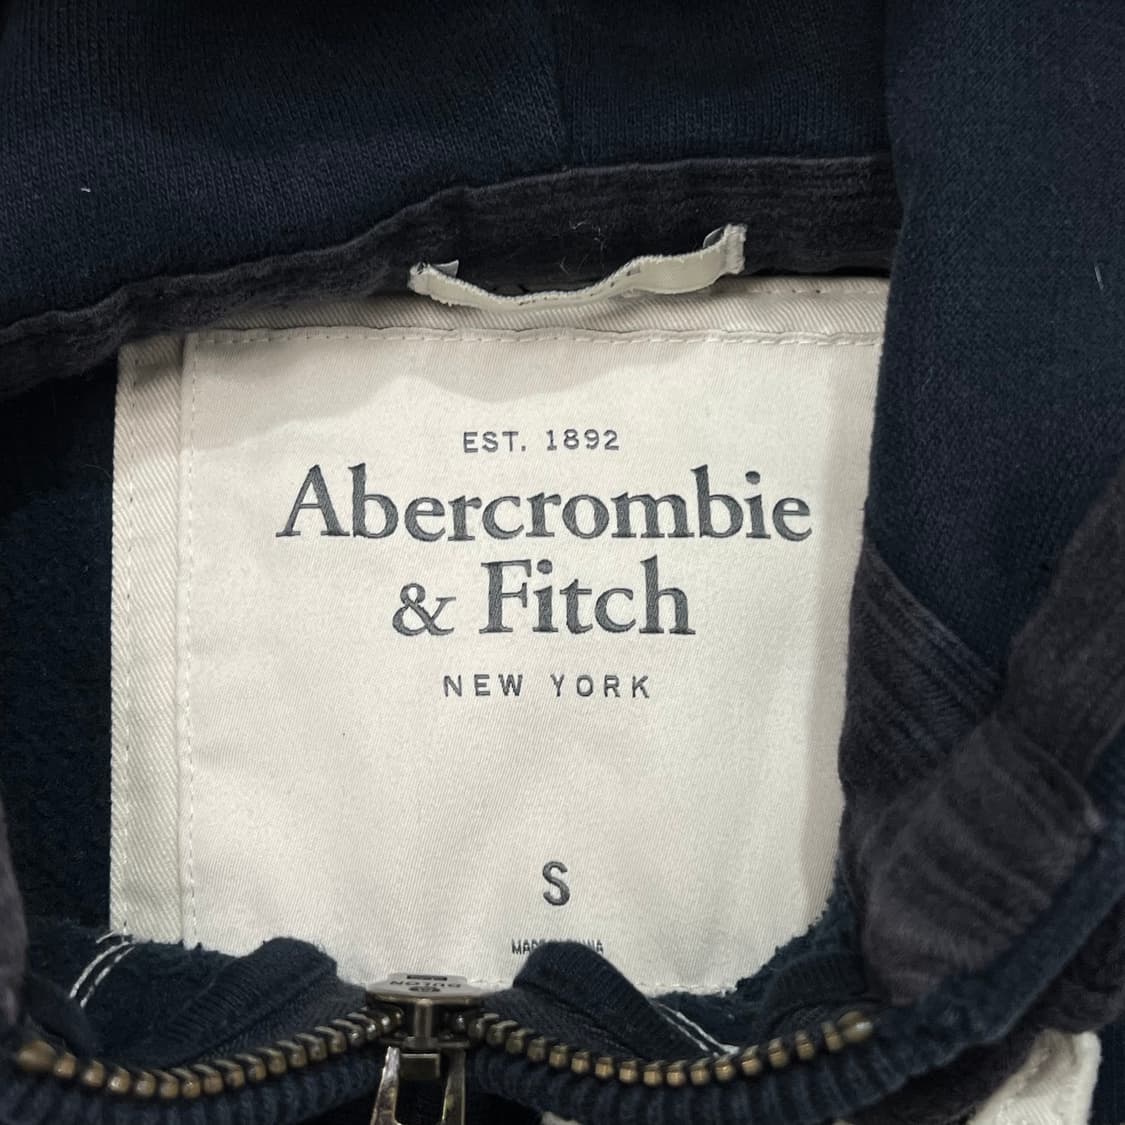 EST. 1892
Abercrombie
& Fitch
NEW YORK
S